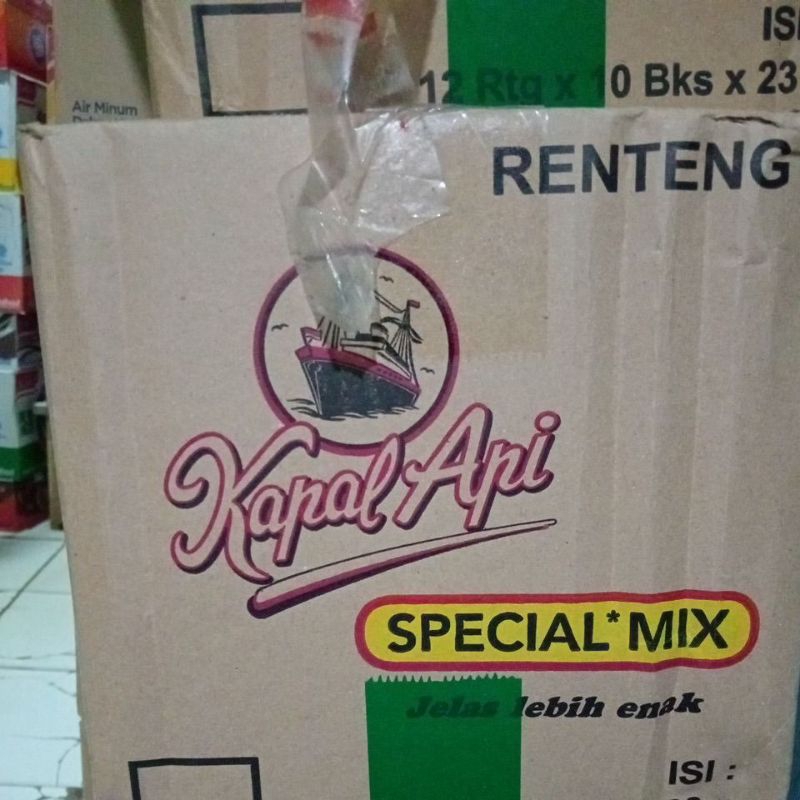 ISI
12 Rtg x 10 Bks x 23
Air Minum
RENTENG
Kapal Api
SPECIAL* MIX
Jelas lebih enak
ISI :